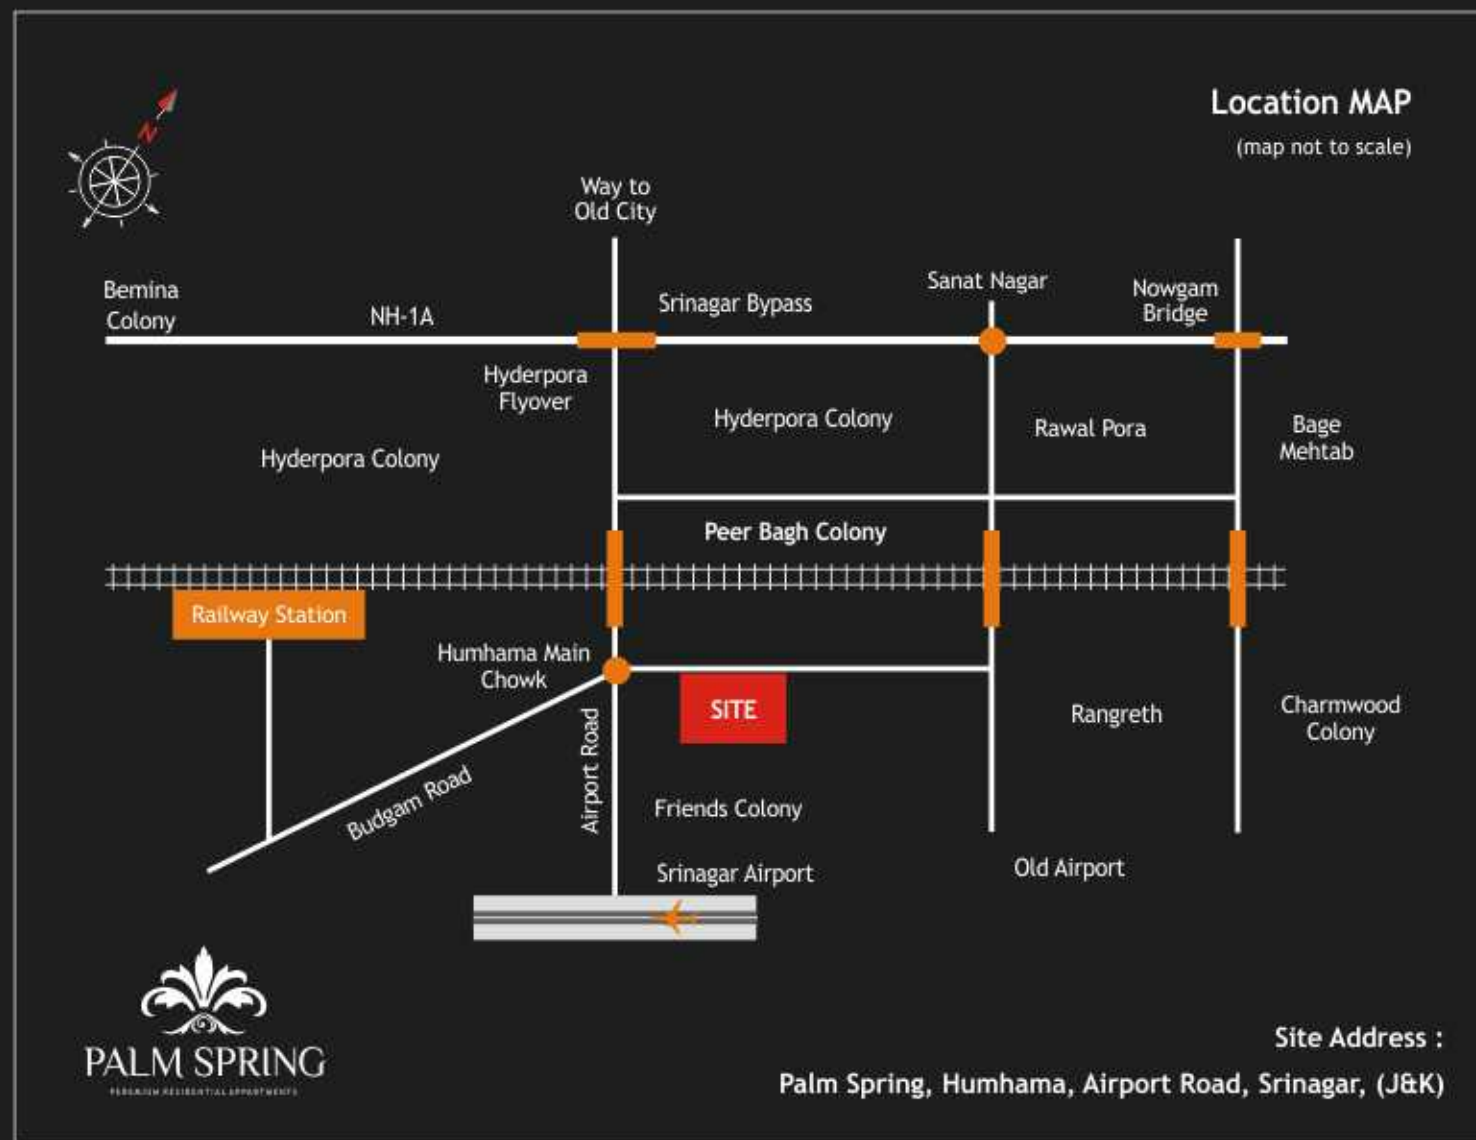 Location MAP
(map not to scale)
N
Way to
Old City
Bemina
Colony
NH-1A
Srinagar Bypass
Sanat Nagar
Nowgam
Bridge
Hyderpora
Flyover
Hyderpora Colony
Hyderpora Colony
Rawal Pora
Bage
Mehtab
Peer Bagh Colony
Railway Station
Humhama Main
Chowk
SITE
Rangreth
Charmwood
Colony
Budgam Road
Airport Road
Friends Colony
Srinagar Airport
Old Airport
PALM SPRING
PEREMIUM RESIDENTIAL APPARTMENTS
Site Address :
Palm Spring, Humhama, Airport Road, Srinagar, (J&K)